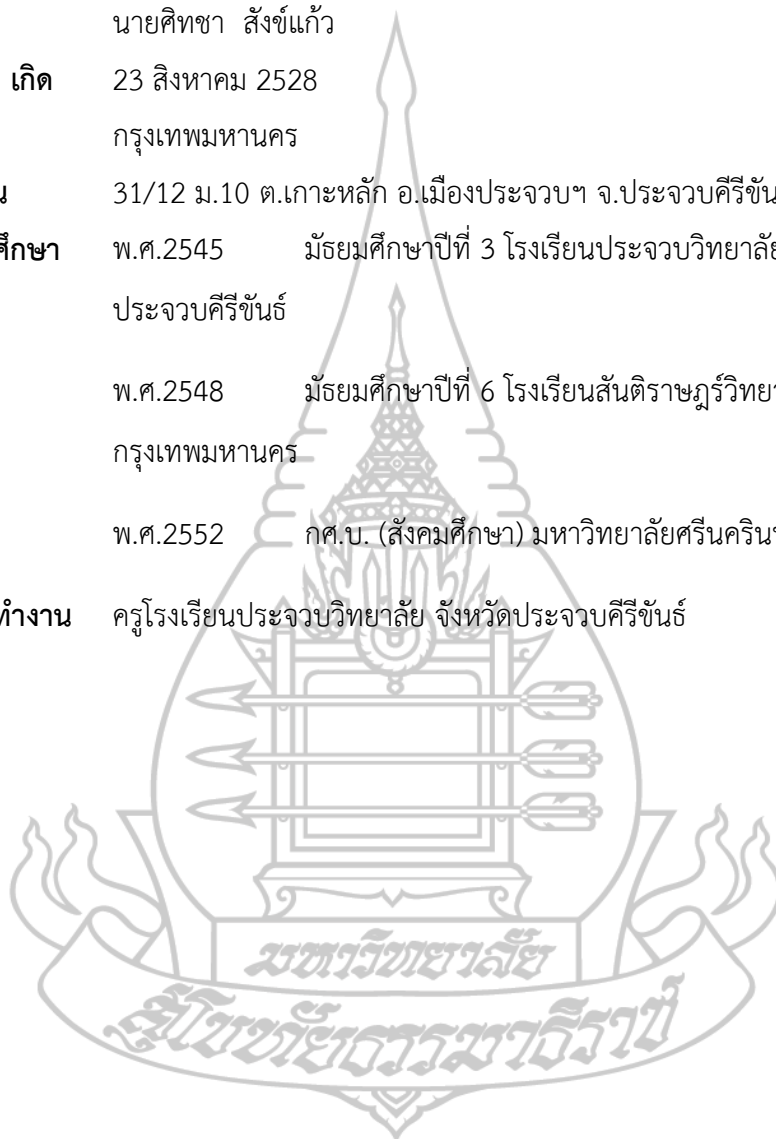 นายศิทชา สังข์แก้ว
เกิด 23 สิงหาคม 2528
กรุงเทพมหานคร
31/12 ม.10 ต.เกาะหลัก อ.เมืองประจวบฯ จ.ประจวบคีรีขัน
ศึกษา พ.ศ.2545 มัธยมศึกษาปีที่ 3 โรงเรียนประจวบวิทยาลัย
ประจวบคีรีขันธ์
พ.ศ.2548 มัธยมศึกษาปีที่ 6 โรงเรียนสันติราษฎร์วิทยา
กรุงเทพมหานคร
พ.ศ.2552 กศ.บ. (สังคมศึกษา) มหาวิทยาลัยศรีนครินท
ทำงาน ครูโรงเรียนประจวบวิทยาลัย จังหวัดประจวบคีรีขันธ์
มหาวิทยาลัย
สุโขทัยธรรมาธิราช